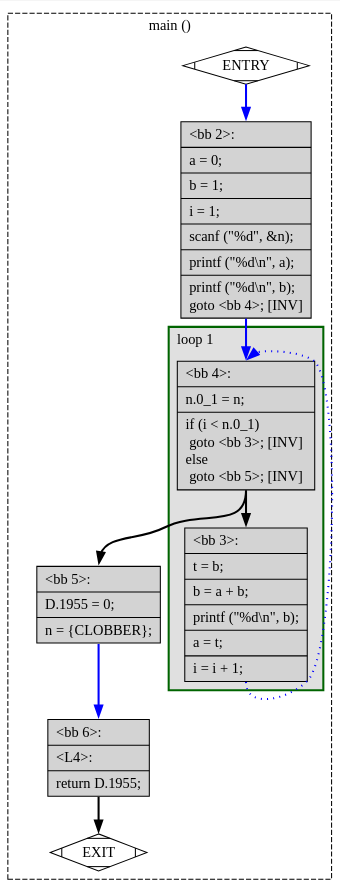 main ()
ENTRY
<bb 2>:
a = 0;
b = 1;
i = 1;
scanf ("%d", &n);
printf ("%d\n", a);
printf ("%d\n", b);
goto <bb 4>; [INV]
loop 1
<bb 4>:
n.0_1 = n;
if (i < n.0_1)
goto <bb 3>; [INV]
else
goto <bb 5>; [INV]
<bb 3>:
t = b;
b = a + b;
printf ("%d\n", b);
a = t;
i = i + 1;
<bb 5>:
D.1955 = 0;
n = {CLOBBER};
<bb 6>:
<L4>:
return D.1955;
EXIT